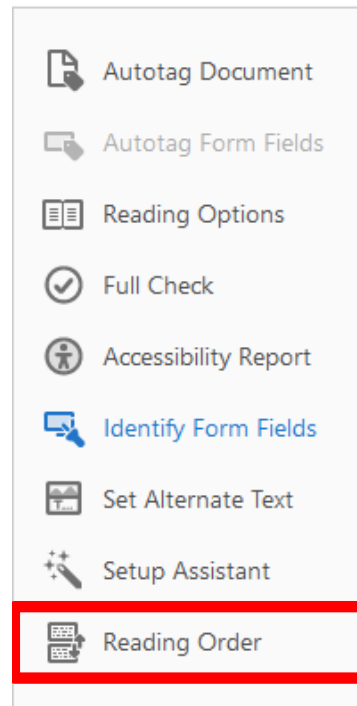 Autotag Document
Autotag Form Fields
Reading Options
Full Check
Accessibility Report
Identify Form Fields
Set Alternate Text
Setup Assistant
Reading Order